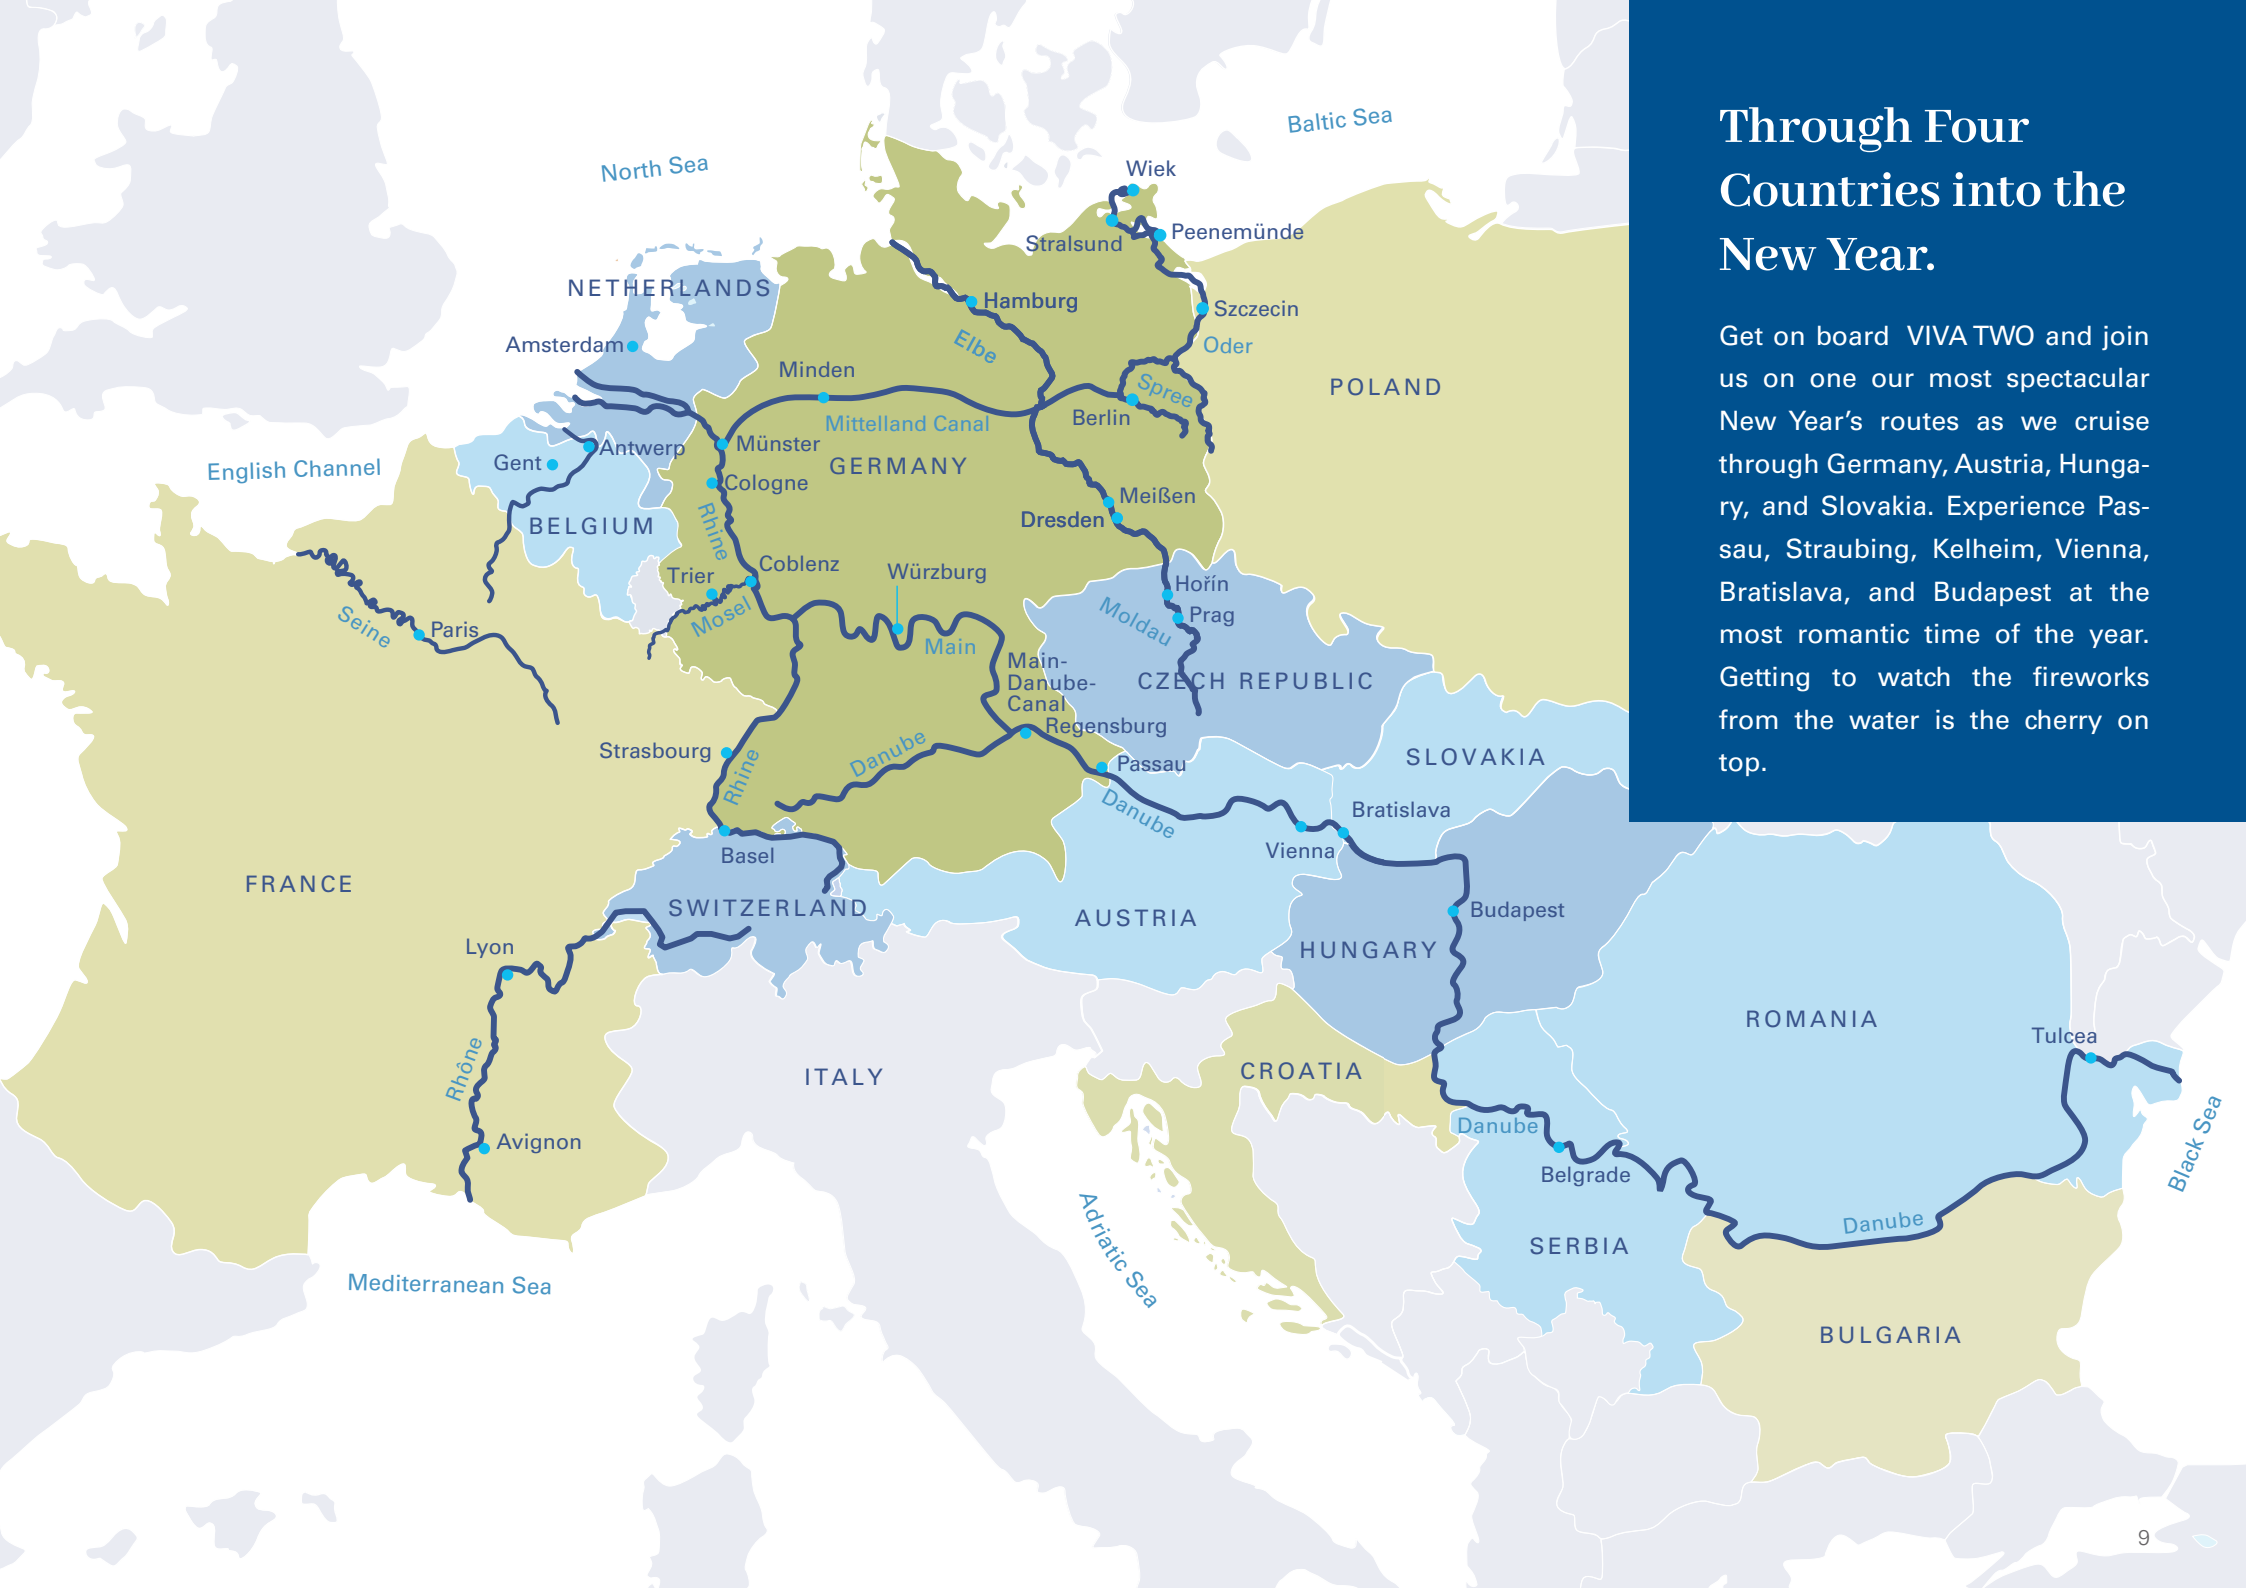 Baltic Sea
North Sea
Wiek
Stralsund
Peenemünde
NETHERLANDS
Hamburg
Szczecin
Amsterdam
Elbe
Oder
Minden
Spree
POLAND
Mittelland Canal
Berlin
Münster
Antwerp
Gent
English Channel
GERMANY
Cologne
Meißen
Dresden
BELGIUM
Rhine
Coblenz
Würzburg
Trier
Hořín
Mosel
Moldau
Prag
Seine
Paris
Main
Main-
Danube-
Canal
CZECH REPUBLIC
Regensburg
Strasbourg
Danube
Rhine
SLOVAKIA
Passau
Danube
Bratislava
Vienna
Basel
FRANCE
SWITZERLAND
AUSTRIA
Budapest
HUNGARY
Lyon
ROMANIA
Tulcea
Rhône
ITALY
CROATIA
Danube
Avignon
Belgrade
Black Sea
Danube
Adriatic Sea
SERBIA
Mediterranean Sea
BULGARIA
Through Four
Countries into the
New Year.
Get on board VIVA TWO and join
us on one our most spectacular
New Year’s routes as we cruise
through Germany, Austria, Hunga-
ry, and Slovakia. Experience Pas-
sau, Straubing, Kelheim, Vienna,
Bratislava, and Budapest at the
most romantic time of the year.
Getting to watch the fireworks
from the water is the cherry on
top.
9